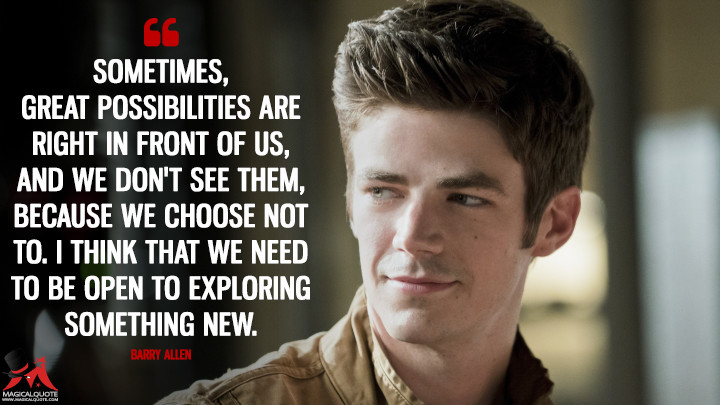 SOMETIMES,
GREAT POSSIBILITIES ARE
RIGHT IN FRONT OF US,
AND WE DON'T SEE THEM,
BECAUSE WE CHOOSE NOT
TO. I THINK THAT WE NEED
TO BE OPEN TO EXPLORING
SOMETHING NEW.
BARRY ALLEN
MAGICALQUOTE
WWW.MAGICALQUOTE.COM